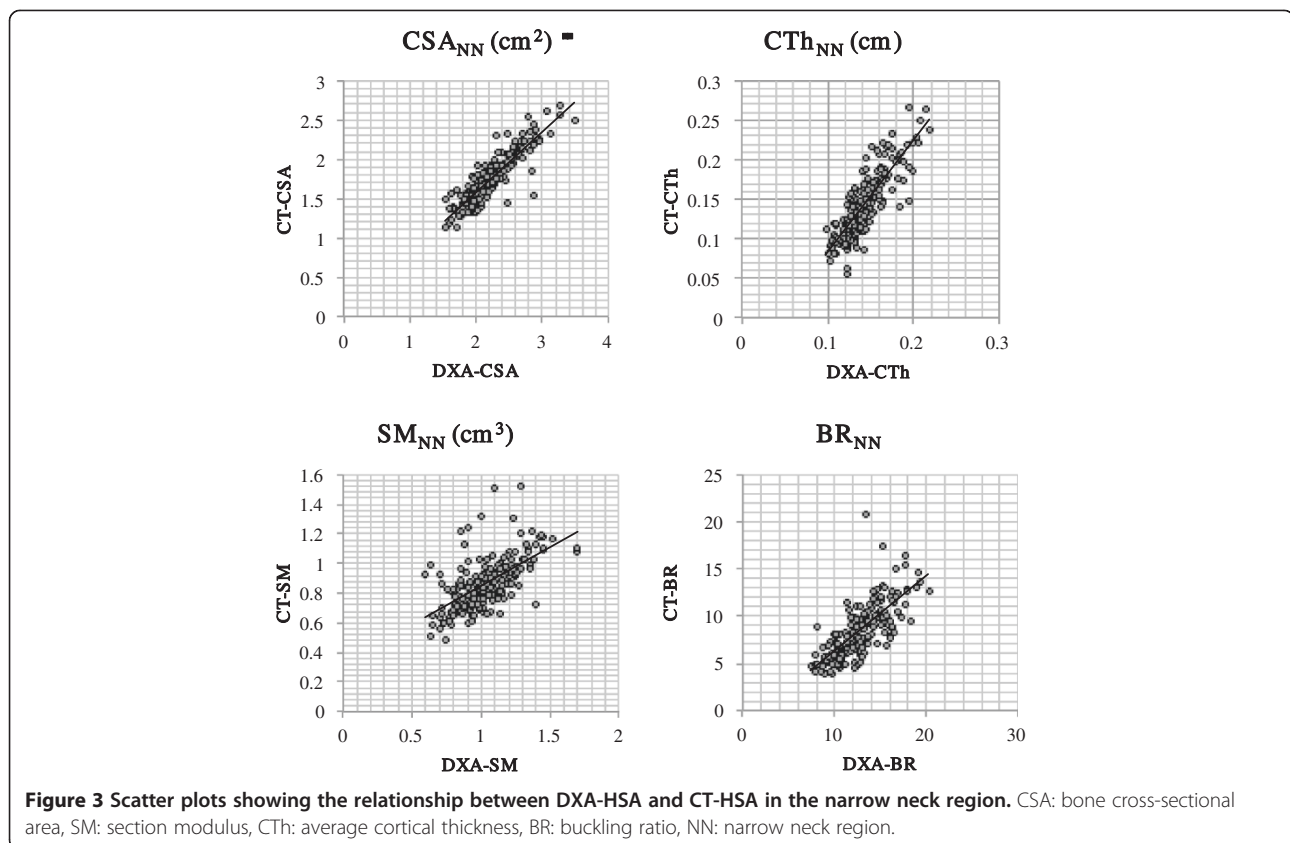 CSA_NN (cm²)
3
2.5
2
1.5
1
0.5
0
0 1 2 3 4
CT-CSA
DXA-CSA
CTh_NN (cm)
0.3
0.25
0.2
0.15
0.1
0.05
0
0 0.1 0.2 0.3
CT-CTh
DXA-CTh
SM_NN (cm³)
1.6
1.4
1.2
1
0.8
0.6
0.4
0.2
0
0 0.5 1 1.5 2
CT-SM
DXA-SM
BR_NN
25
20
15
10
5
0
0 10 20 30
CT-BR
DXA-BR
Figure 3 Scatter plots showing the relationship between DXA-HSA and CT-HSA in the narrow neck region. CSA: bone cross-sectional
area, SM: section modulus, CTh: average cortical thickness, BR: buckling ratio, NN: narrow neck region.